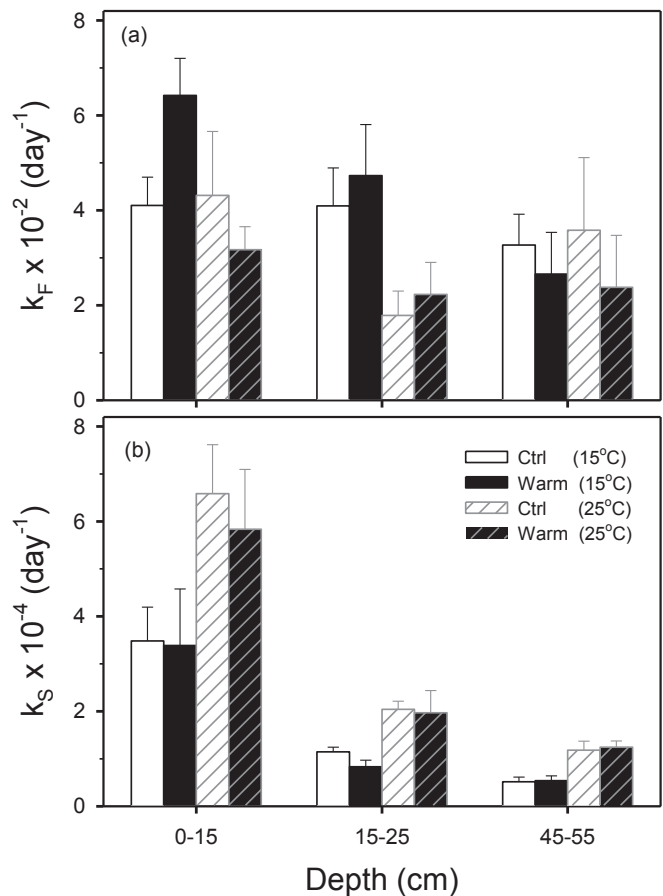 8
(a)
6
4
2
0
k_F x 10^-2 (day^-1)
8
(b)
Ctrl (15°C)
Warm (15°C)
Ctrl (25°C)
Warm (25°C)
6
4
2
0
k_S x 10^-4 (day^-1)
0-15 15-25 45-55
Depth (cm)